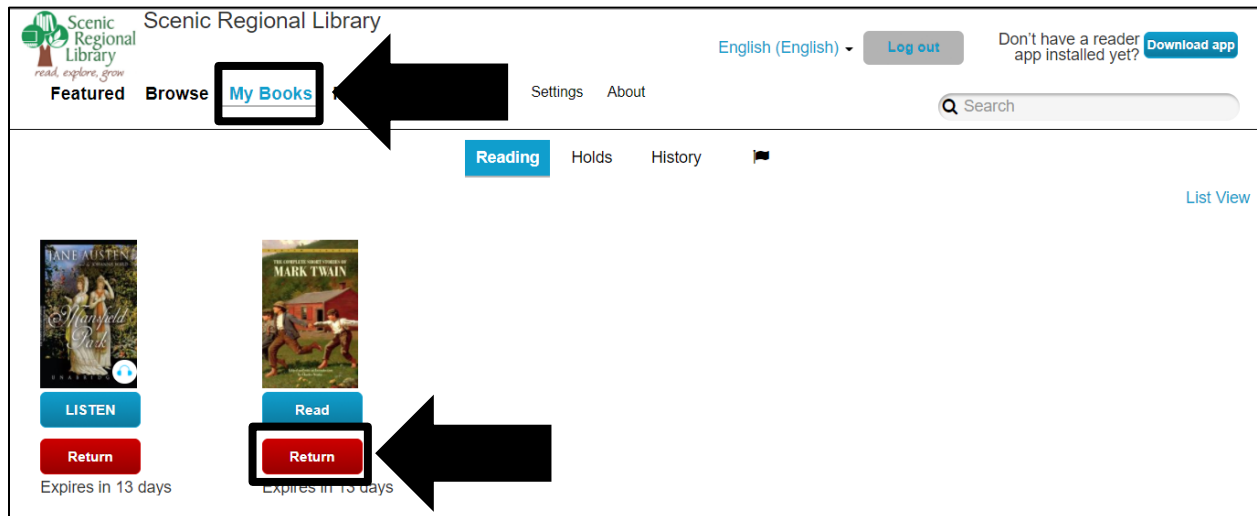 Scenic
Regional
Library
read, explore, grow
Scenic Regional Library
English (English)
Log out
Don't have a reader
app installed yet?
Download app
Featured Browse My Books Settings About
Search
Reading Holds History
List View
JANE AUSTEN
Mansfield
Park
THE COMPLETE SHORT STORIES OF
MARK TWAIN
LISTEN
Read
Return
Return
Expires in 13 days
Expires in 13 days